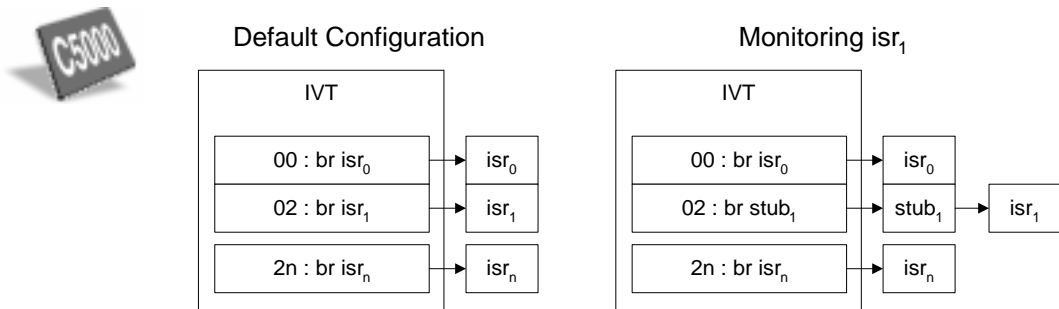 C5000
Default Configuration
IVT
00 : br isr₀
isr₀
02 : br isr₁
isr₁
2n : br isrₙ
isrₙ
Monitoring isr₁
IVT
00 : br isr₀
isr₀
02 : br stub₁
stub₁
isr₁
2n : br isrₙ
isrₙ